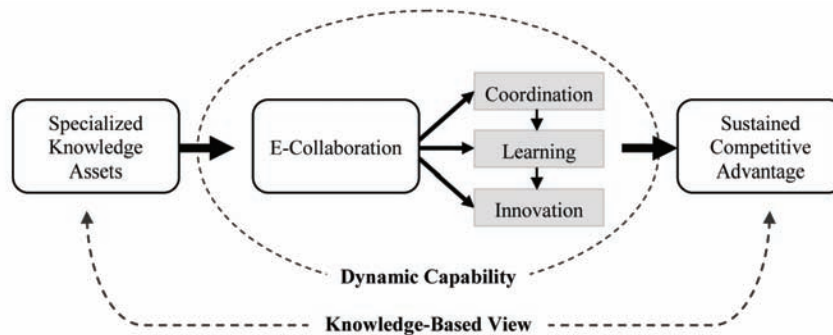 Specialized
Knowledge
Assets
E-Collaboration
Coordination
Learning
Innovation
Sustained
Competitive
Advantage
Dynamic Capability
Knowledge-Based View